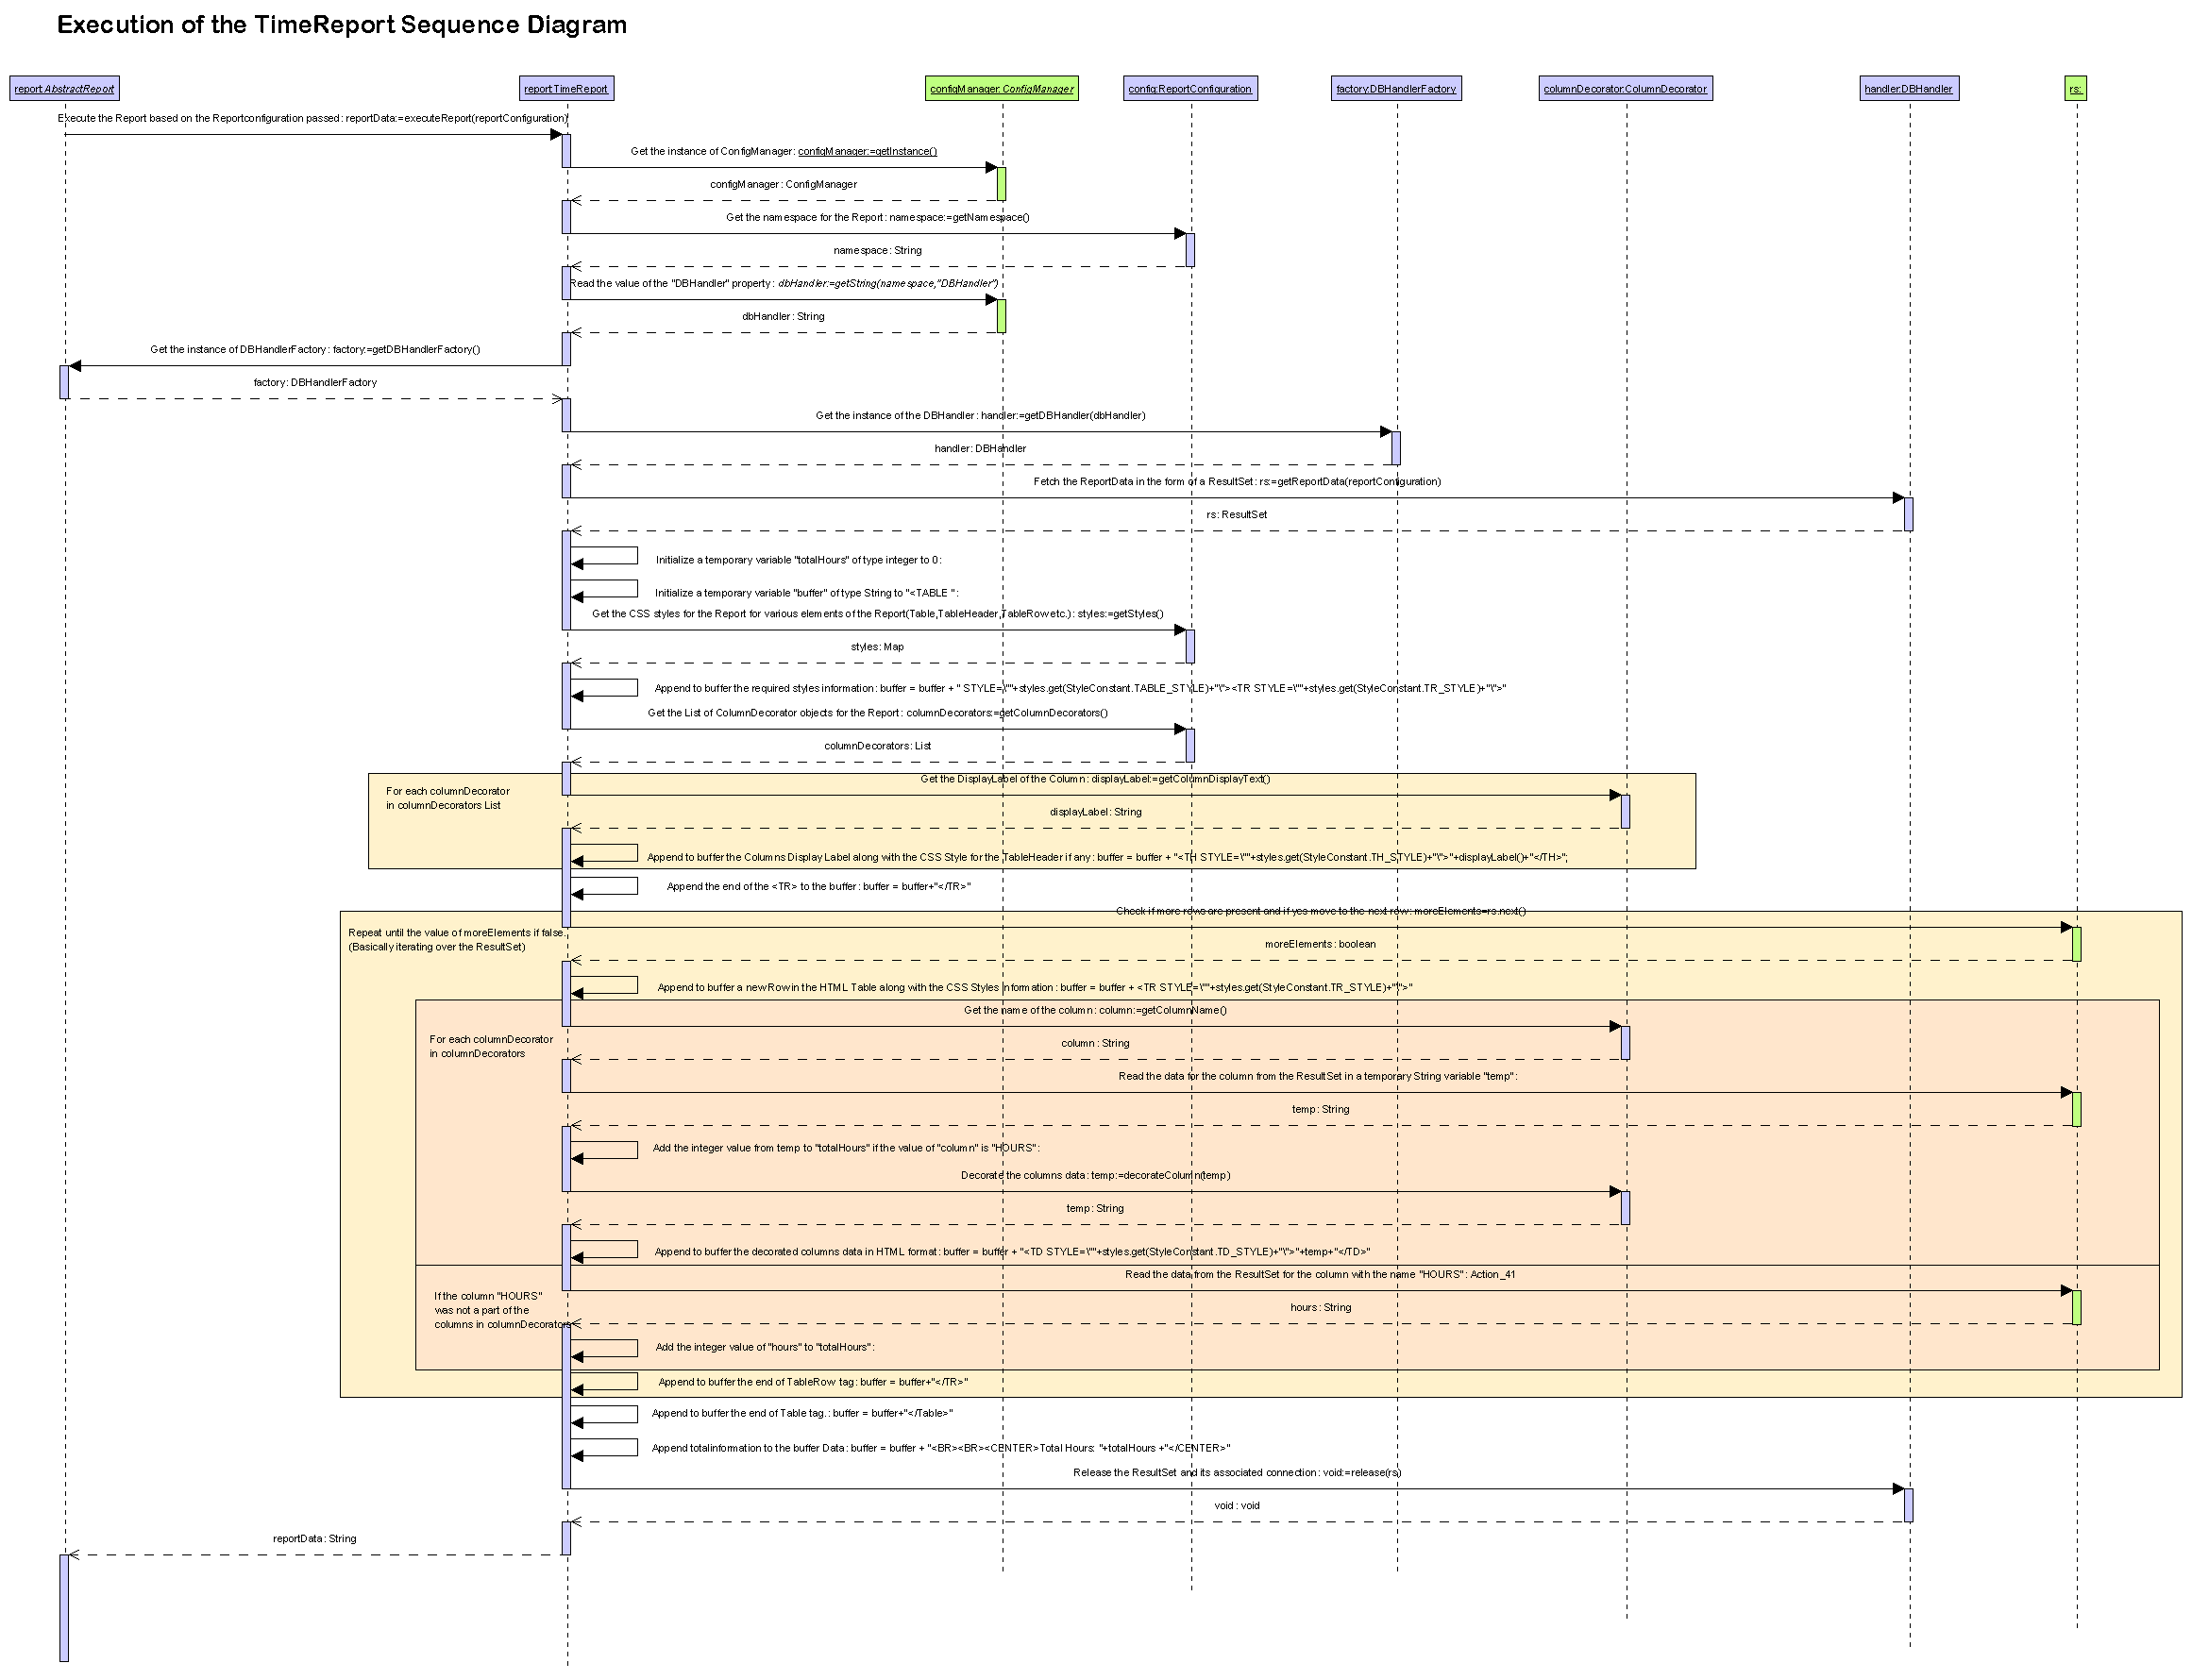 Execution of the TimeReport Sequence Diagram
report:AbstractReport
report:TimeReport
configManager:ConfigManager
config:ReportConfiguration
factory:DBHandlerFactory
columnDecorator:ColumnDecorator
handler:DBHandler
rs:
Execute the Report based on the Reportconfiguration passed: reportData:=executeReport(reportConfiguration)
Get the instance of ConfigManager: configManager:=getInstance()
configManager: ConfigManager
Get the namespace for the Report: namespace:=getNamespace()
namespace: String
Read the value of the "DBHandler" property: dbHandler:=getString(namespace,"DBHandler")
dbHandler: String
Get the instance of DBHandlerFactory: factory:=getDBHandlerFactory()
factory: DBHandlerFactory
Get the instance of the DBHandler: handler:=getDBHandler(dbHandler)
handler: DBHandler
Fetch the ReportData in the form of a ResultSet: rs:=getReportData(reportConfiguration)
rs: ResultSet
Initialize a temporary variable "totalHours" of type integer to 0:
Initialize a temporary variable "buffer" of type String to "<TABLE ":
Get the CSS styles for the Report for various elements of the Report(Table,TableHeader,TableRow etc.): styles:=getStyles()
styles: Map
Append to buffer the required styles information: buffer = buffer + " STYLE=\""+styles.get(StyleConstant.TABLE_STYLE)+"\"><TR STYLE=\""+styles.get(StyleConstant.TR_STYLE)+"\">"
Get the List of ColumnDecorator objects for the Report: columnDecorators:=getColumnDecorators()
columnDecorators: List
Get the DisplayLabel of the Column: displayLabel:=getColumnDisplayText()
For each columnDecorator
in columnDecorators List
displayLabel: String
Append to buffer the Columns Display Label along with the CSS Style for the TableHeader if any: buffer = buffer + "<TH STYLE=\""+styles.get(StyleConstant.TH_STYLE)+"\">"+displayLabel()+"</TH>";
Append the end of the <TR> to the buffer: buffer = buffer+"</TR>"
Check if more rows are present and if yes move to the next row: moreElements=rs.next()
Repeat until the value of moreElements if false.
(Basically iterating over the ResultSet)
moreElements: boolean
Append to buffer a new Row in the HTML Table along with the CSS Styles information: buffer = buffer + <TR STYLE=\""+styles.get(StyleConstant.TR_STYLE)+"\">"
Get the name of the column: column:=getColumnName()
For each columnDecorator
in columnDecorators
column: String
Read the data for the column from the ResultSet in a temporary String variable "temp":
temp: String
Add the integer value from temp to "totalHours" if the value of "column" is "HOURS":
Decorate the columns data: temp:=decorateColumn(temp)
temp: String
Append to buffer the decorated columns data in HTML format: buffer = buffer + "<TD STYLE=\""+styles.get(StyleConstant.TD_STYLE)+"\">"+temp+"</TD>"
Read the data from the ResultSet for the column with the name "HOURS": Action_41
If the column "HOURS"
was not a part of the
columns in columnDecorators
hours: String
Add the integer value of "hours" to "totalHours":
Append to buffer the end of TableRow tag: buffer = buffer+"</TR>"
Append to buffer the end of Table tag.: buffer = buffer+"</Table>"
Append totalinformation to the buffer Data: buffer = buffer + "<BR><BR><CENTER>Total Hours: "+totalHours +"</CENTER>"
Release the ResultSet and its associated connection: void:=release(rs)
void: void
reportData: String